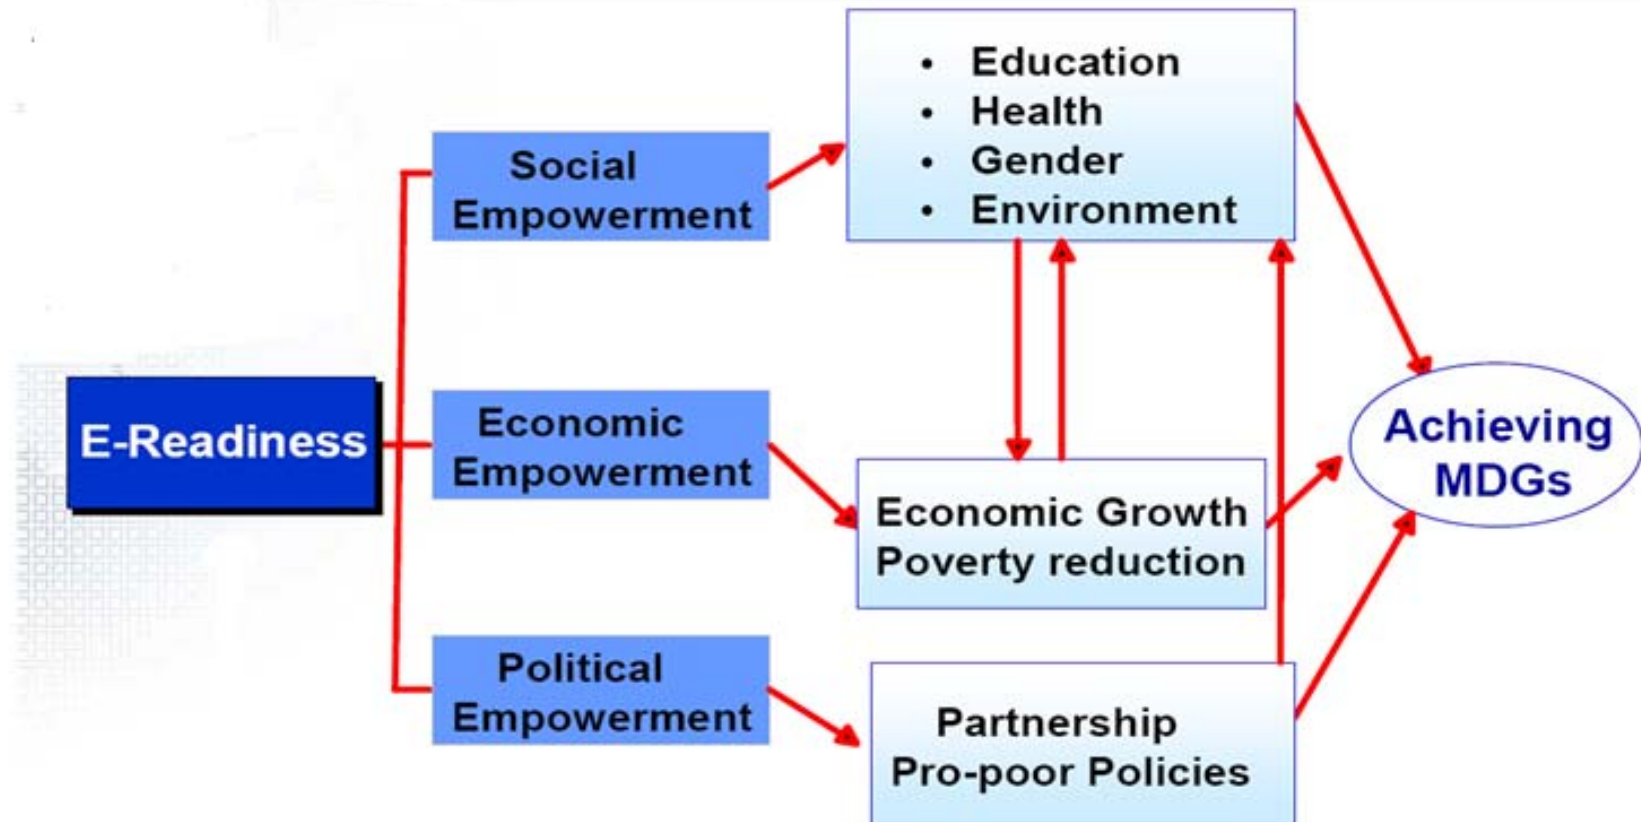 • Education
• Health
• Gender
• Environment
Social
Empowerment
E-Readiness
Economic
Empowerment
Economic Growth
Poverty reduction
Achieving
MDGs
Political
Empowerment
Partnership
Pro-poor Policies